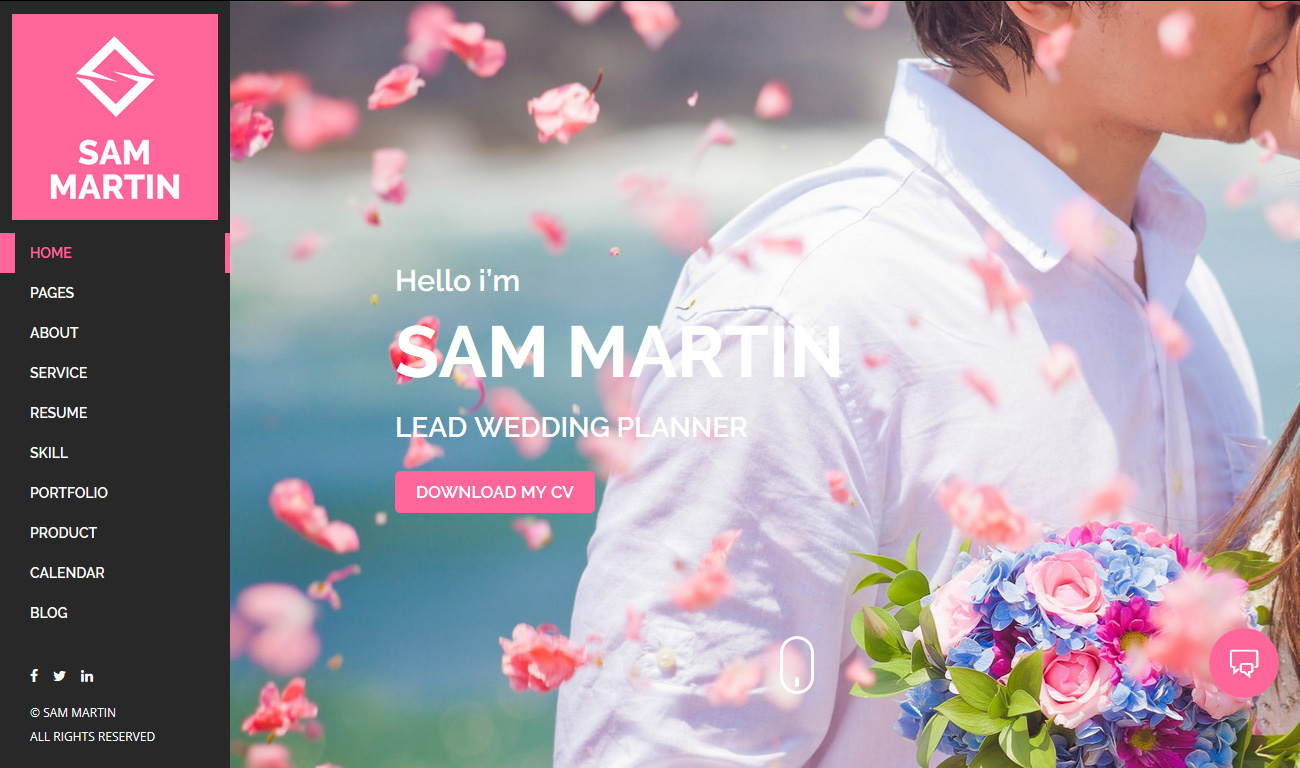 SAM
MARTIN
HOME
PAGES
ABOUT
SERVICE
RESUME
SKILL
PORTFOLIO
PRODUCT
CALENDAR
BLOG
© SAM MARTIN
ALL RIGHTS RESERVED
Hello i’m
SAM MARTIN
LEAD WEDDING PLANNER
DOWNLOAD MY CV